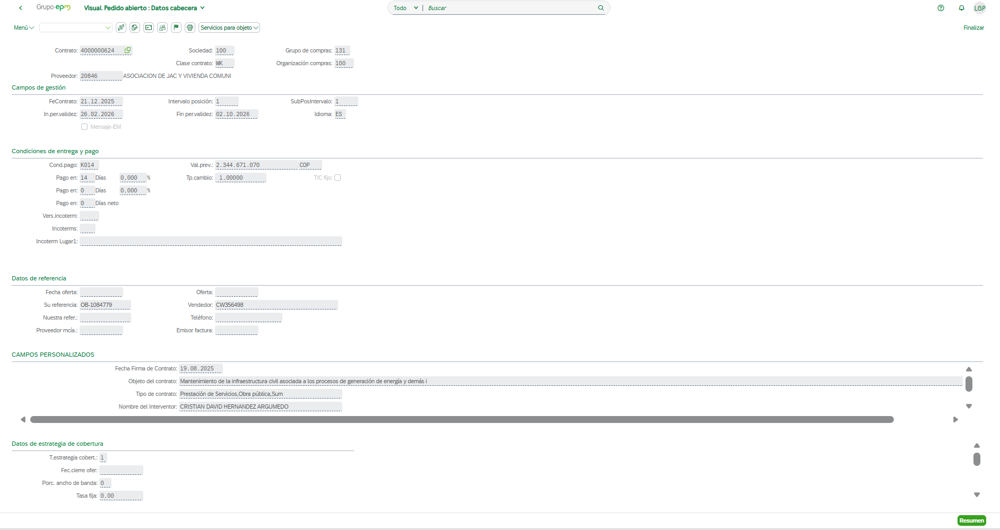 Grupo·epm Visual. Pedido abierto : Datos cabecera Todo | Buscar LGP
Menú Servicios para objeto Finalizar
Contrato: 4000000624 Sociedad: 100 Grupo de compras: 131
Clase contrato: WK Organización compras: 100
Proveedor: 20846 ASOCIACION DE JAC Y VIVIENDA COMUNI
Campos de gestión
FeContrato: 21.12.2025 Intervalo posición: 1 SubPosIntervalo: 1
In.per.validez: 26.02.2026 Fin per.validez: 02.10.2026 Idioma: ES
Mensaje-EM
Condiciones de entrega y pago
Cond.pago: K014 Val.prev.: 2.344.671.070 COP
Pago en: 14 Días 0,000 % Tp.cambio: 1,00000 T/C fijo:
Pago en: 0 Días 0,000 %
Pago en: 0 Días neto
Vers.incoterm:
Incoterms:
Incoterm Lugar1:
Datos de referencia
Fecha oferta: Oferta:
Su referencia: OB-1084779 Vendedor: CW356498
Nuestra refer.: Teléfono:
Proveedor mcía.: Emisor factura:
CAMPOS PERSONALIZADOS
Fecha Firma de Contrato: 19.08.2025
Objeto del contrato: Mantenimiento de la infraestructura civil asociada a los procesos de generación de energía y demás i
Tipo de contrato: Prestación de Servicios,Obra pública,Sum
Nombre del Interventor: CRISTIAN DAVID HERNANDEZ ARGUMEDO
Datos de estrategia de cobertura
T.estrategia cobert.: 1
Fec.cierre ofer:
Porc. ancho de banda: 0
Tasa fija: 0,00
Resumen